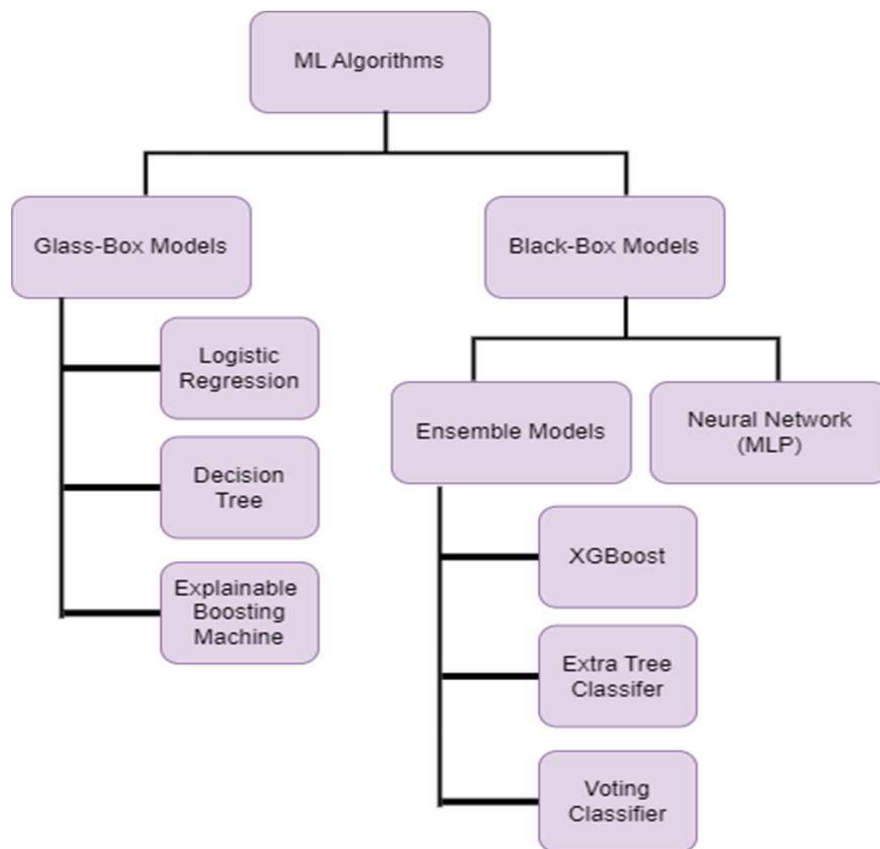 ML Algorithms
Glass-Box Models
Black-Box Models
Logistic
Regression
Decision
Tree
Explainable
Boosting
Machine
Ensemble Models
Neural Network
(MLP)
XGBoost
Extra Tree
Classifer
Voting
Classifier